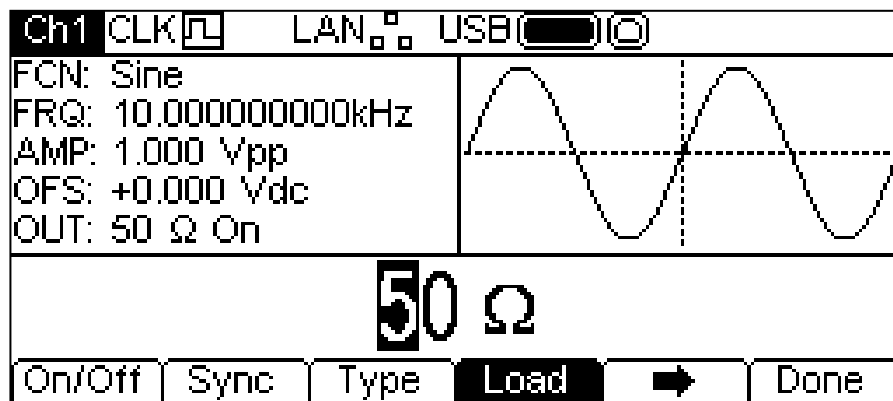 Ch1 CLK LAN USB
FCN: Sine
FRQ: 10.000000000kHz
AMP: 1.000 Vpp
OFS: +0.000 Vdc
OUT: 50 Ω On
50 Ω
On/Off Sync Type Load ➡ Done